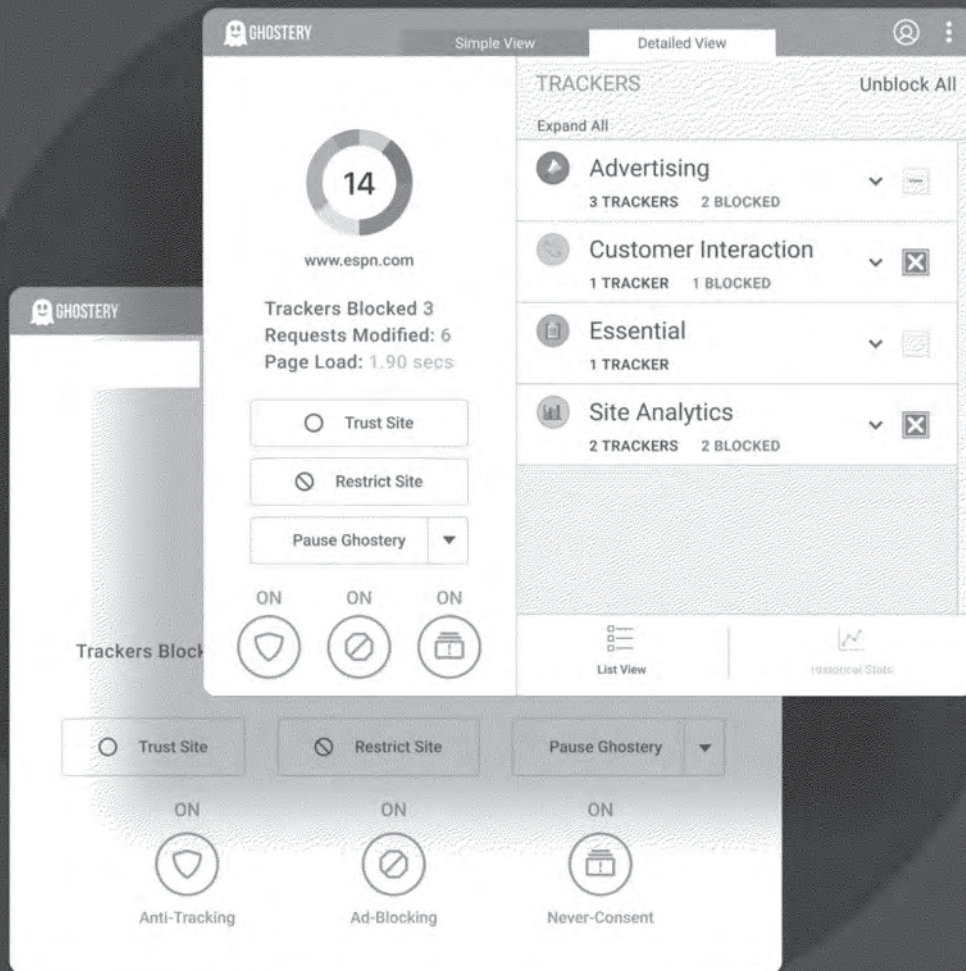 GHOSTERY
Simple View
Detailed View
14
www.espn.com
Trackers Blocked 3
Requests Modified: 6
Page Load: 1.90 secs
Trust Site
Restrict Site
Pause Ghostery
ON ON ON
TRACKERS Unblock All
Expand All
Advertising
3 TRACKERS 2 BLOCKED
Customer Interaction
1 TRACKER 1 BLOCKED
Essential
1 TRACKER
Site Analytics
2 TRACKERS 2 BLOCKED
List View
Historical Stats
GHOSTERY
Trackers Block
Trust Site
Restrict Site
Pause Ghostery
ON ON ON
Anti-Tracking
Ad-Blocking
Never-Consent